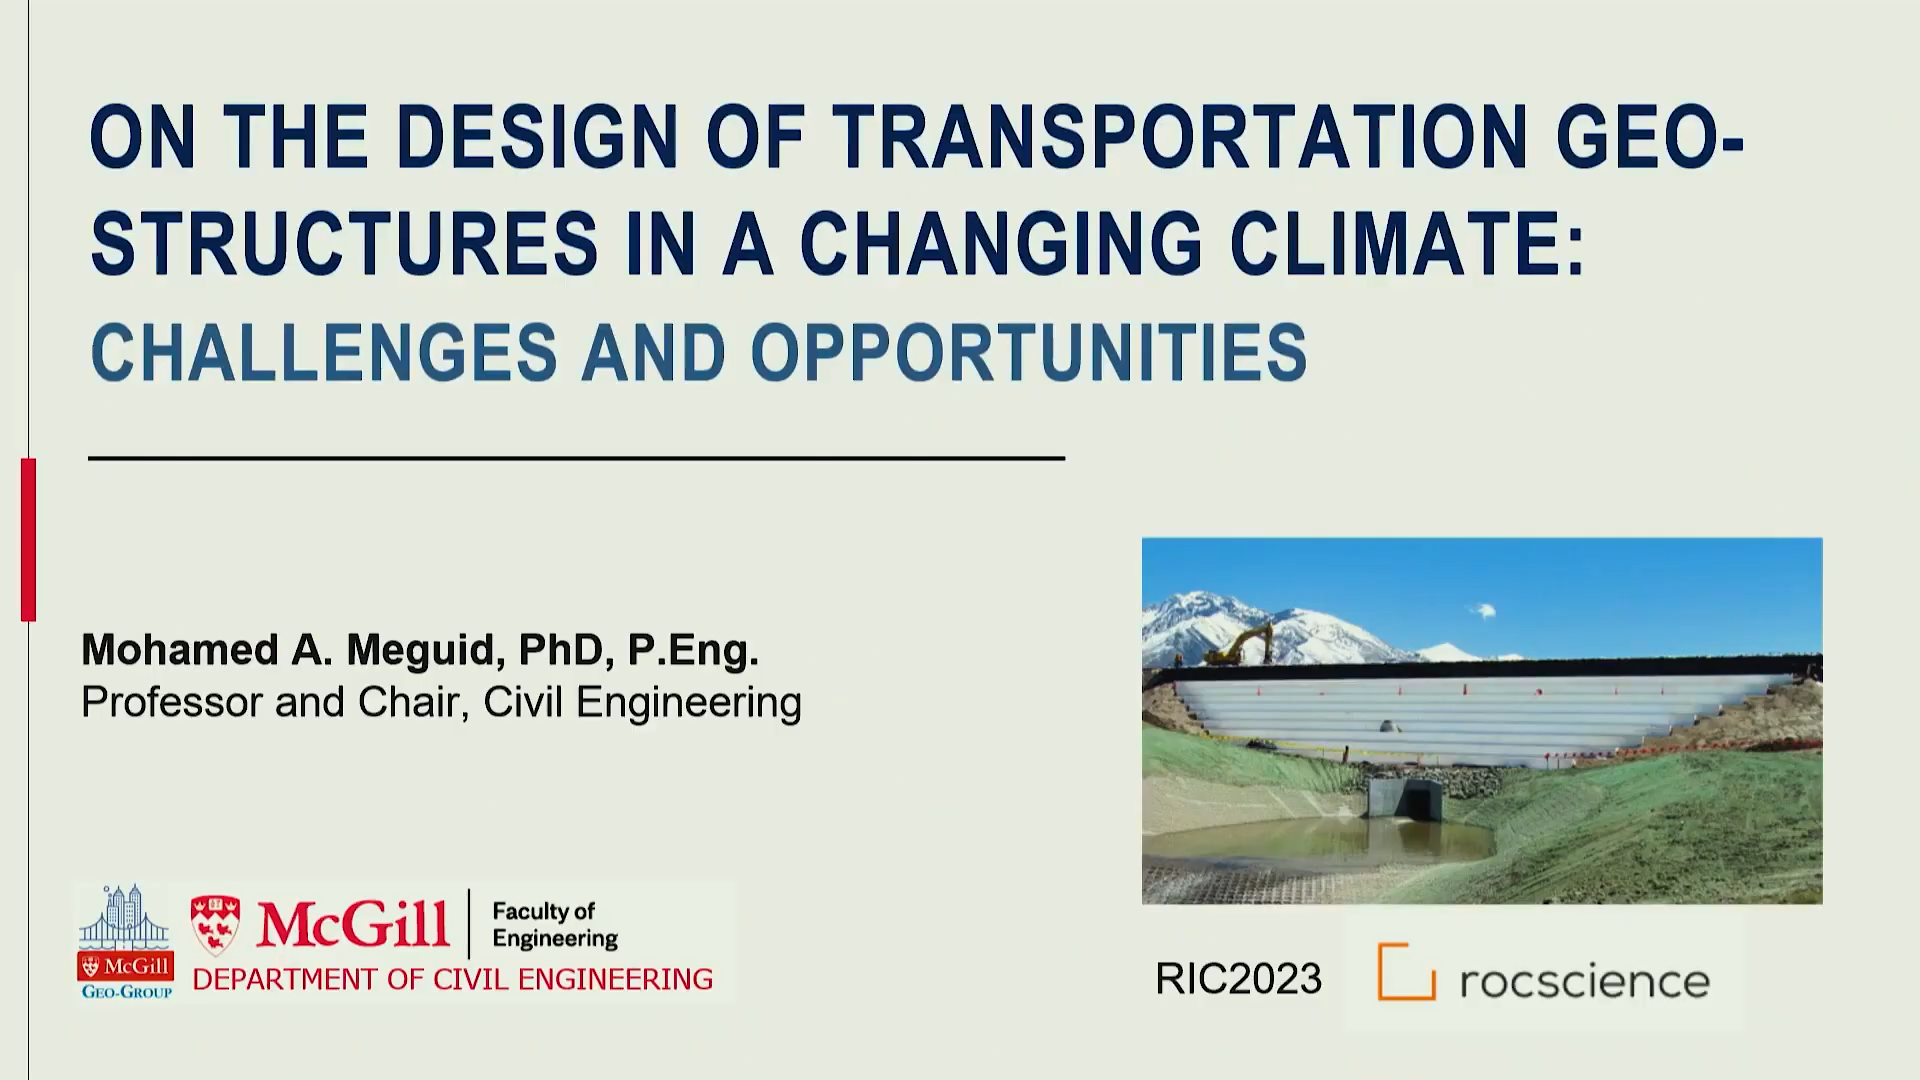 ON THE DESIGN OF TRANSPORTATION GEO-
STRUCTURES IN A CHANGING CLIMATE:
CHALLENGES AND OPPORTUNITIES
Mohamed A. Meguid, PhD, P.Eng.
Professor and Chair, Civil Engineering
McGill
GEO-GROUP
McGill
Faculty of
Engineering
DEPARTMENT OF CIVIL ENGINEERING
RIC2023
rocscience